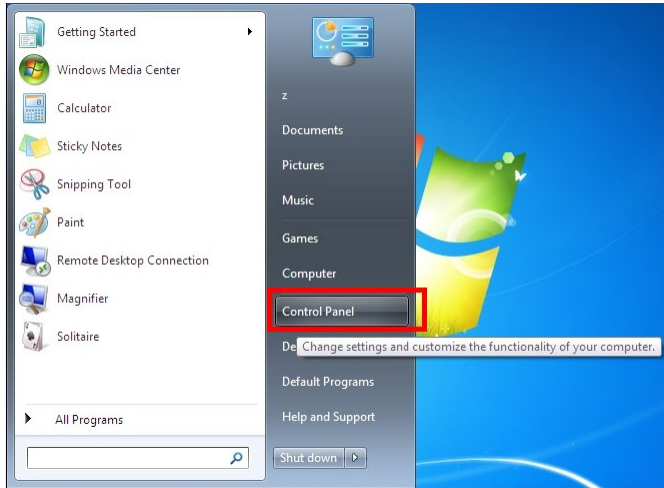 Getting Started
Windows Media Center
Calculator
Sticky Notes
Snipping Tool
Paint
Remote Desktop Connection
Magnifier
Solitaire
All Programs
z
Documents
Pictures
Music
Games
Computer
Control Panel
De
Change settings and customize the functionality of your computer.
Default Programs
Help and Support
Shut down